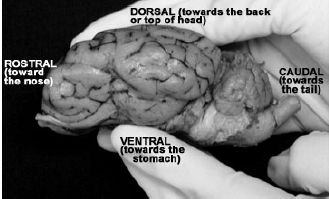 DORSAL (towards the back
or top of head)
ROSTRAL
(toward
the nose)
CAUDAL
(towards
the tail)
VENTRAL
(towards the
stomach)